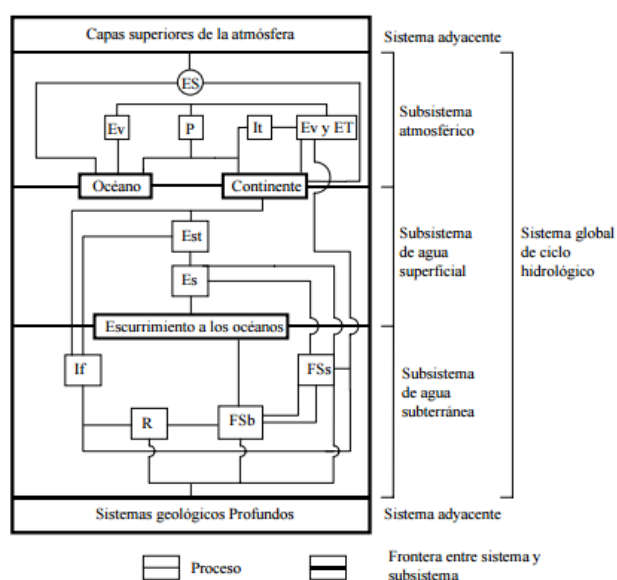 Capas superiores de la atmósfera
Sistema adyacente
ES
Ev
P
It
Ev y ET
Subsistema
atmosférico
Océano
Continente
Est
Es
Subsistema
de agua
superficial
Sistema global
de ciclo
hidrológico
Escurrimiento a los océanos
If
FSs
R
FSb
Subsistema
de agua
subterránea
Sistemas geológicos Profundos
Sistema adyacente
Proceso
Frontera entre sistema y
subsistema